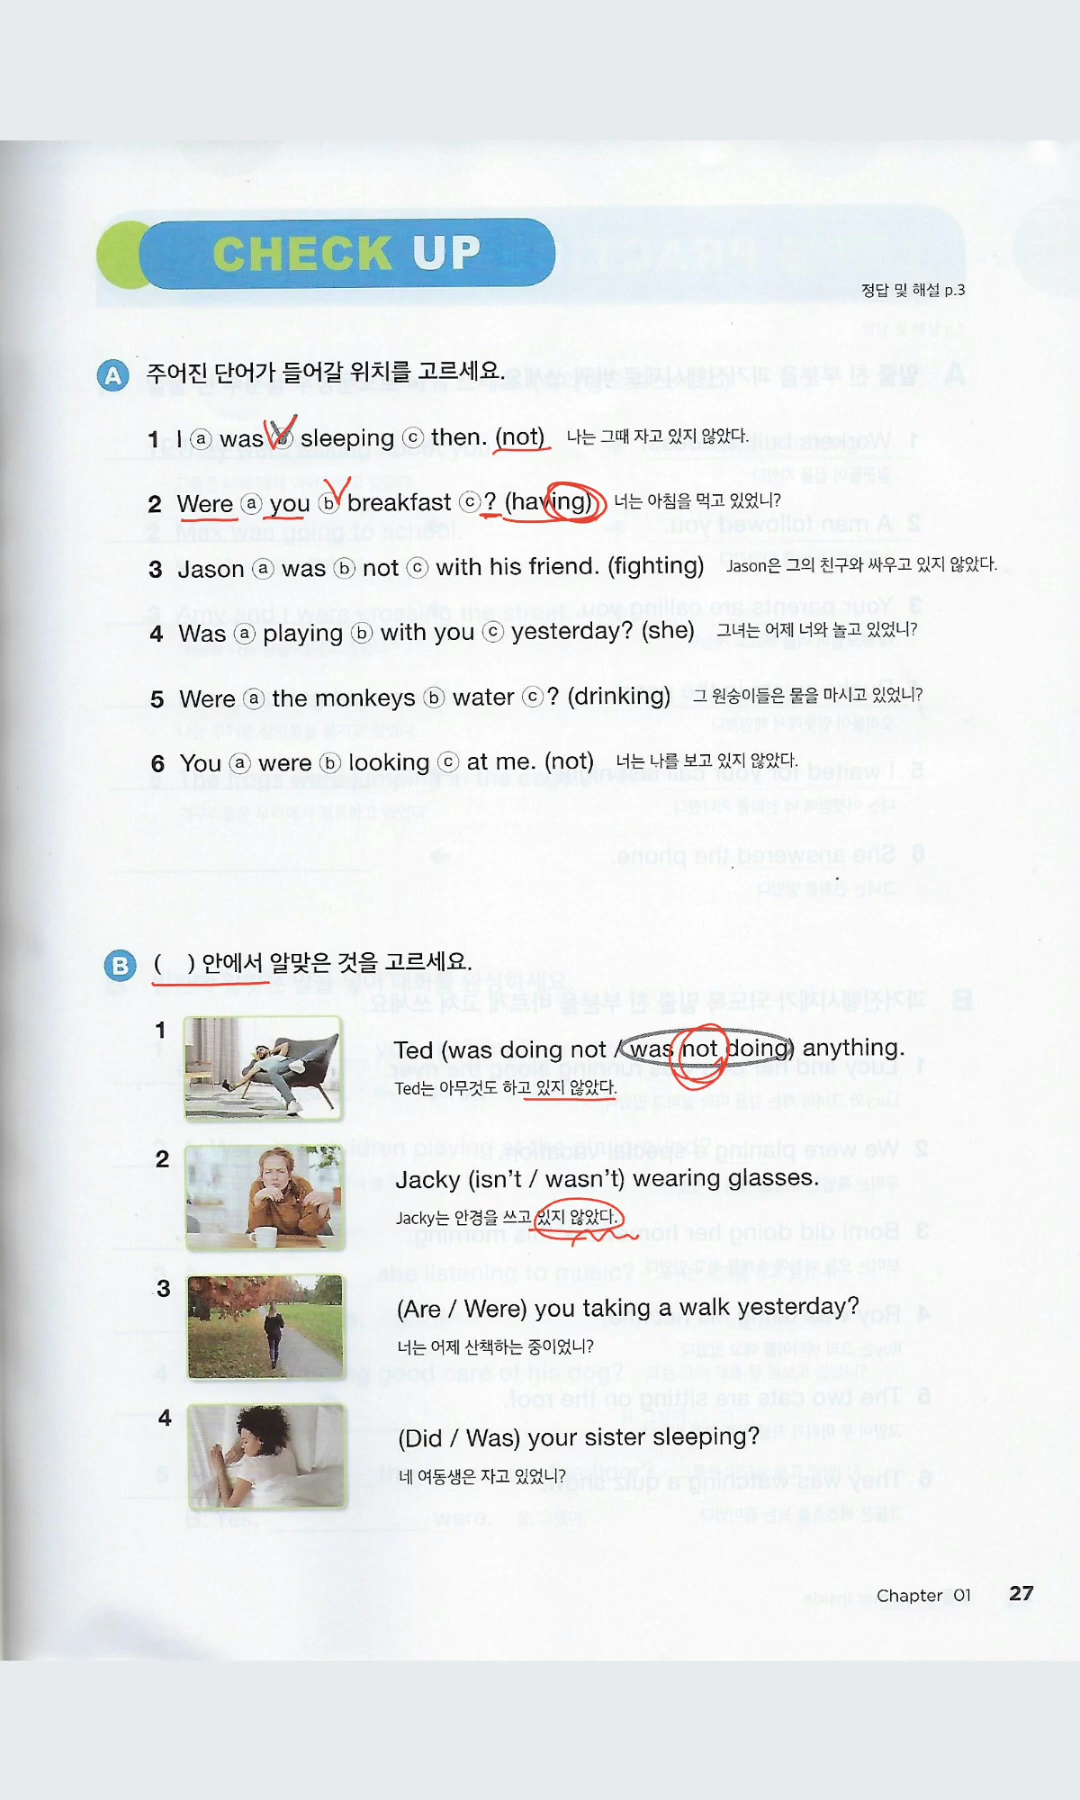 CHECK UP
정답 및 해설 p.3
A 주어진 단어가 들어갈 위치를 고르세요.
1 I ⓐ was ⓑ sleeping ⓒ then. (not) 나는 그때 자고 있지 않았다.
2 Were ⓐ you ⓑ breakfast ⓒ? (having) 너는 아침을 먹고 있었니?
3 Jason ⓐ was ⓑ not ⓒ with his friend. (fighting) Jason은 그의 친구와 싸우고 있지 않았다.
4 Was ⓐ playing ⓑ with you ⓒ yesterday? (she) 그녀는 어제 너와 놀고 있었니?
5 Were ⓐ the monkeys ⓑ water ⓒ? (drinking) 그 원숭이들은 물을 마시고 있었니?
6 You ⓐ were ⓑ looking ⓒ at me. (not) 너는 나를 보고 있지 않았다.
B ( ) 안에서 알맞은 것을 고르세요.
1 Ted (was doing not / was not doing) anything.
Ted는 아무것도 하고 있지 않았다.
2 Jacky (isn't / wasn't) wearing glasses.
Jacky는 안경을 쓰고 있지 않았다.
3 (Are / Were) you taking a walk yesterday?
너는 어제 산책하는 중이었니?
4 (Did / Was) your sister sleeping?
네 여동생은 자고 있었니?
Chapter 01 27